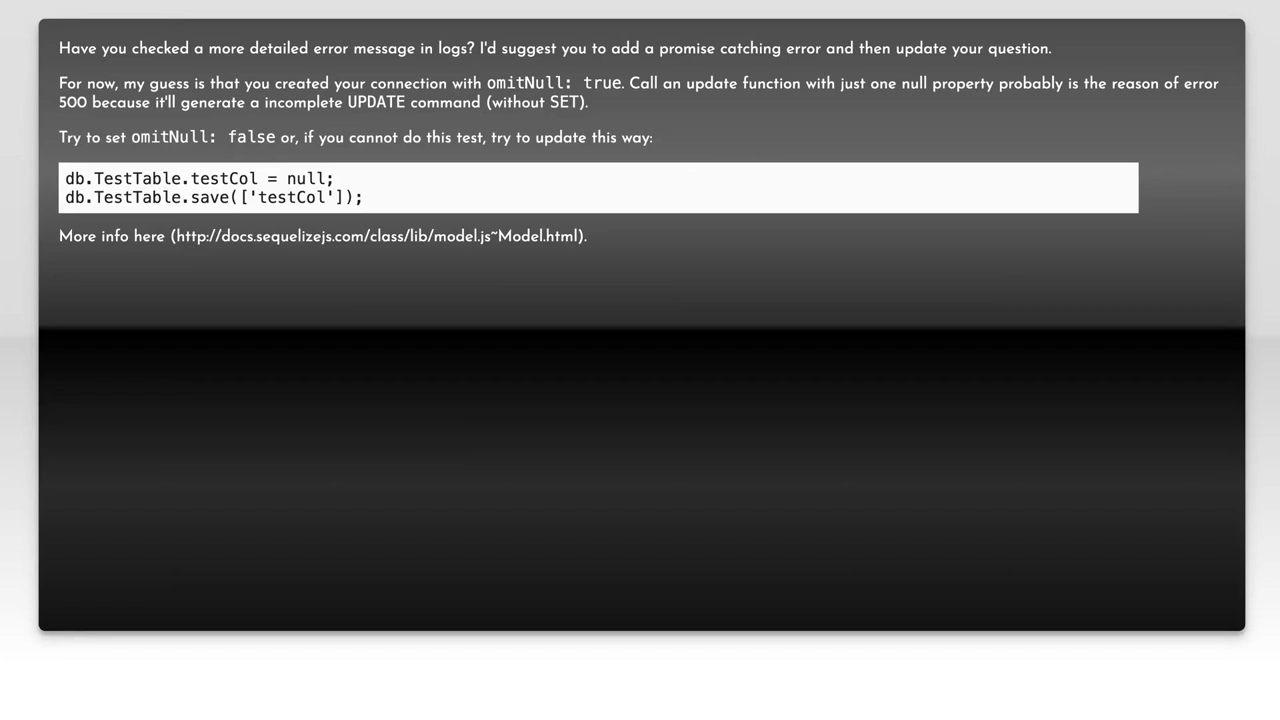 Have you checked a more detailed error message in logs? I'd suggest you to add a promise catching error and then update your question.
For now, my guess is that you created your connection with omitNull: true. Call an update function with just one null property probably is the reason of error
500 because it'll generate a incomplete UPDATE command (without SET).
Try to set omitNull: false or, if you cannot do this test, try to update this way:
db.TestTable.testCol = null;
db.TestTable.save(['testCol']);
More info here (http://docs.sequelizejs.com/class/lib/model.js~Model.html).